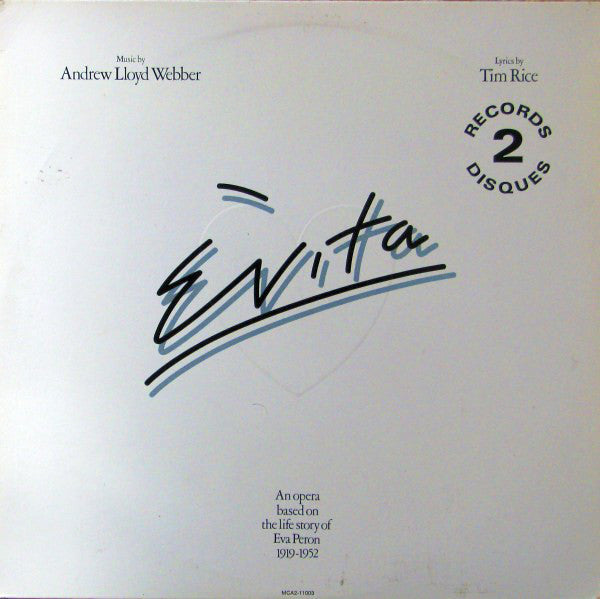 Music by
Andrew Lloyd Webber
Lyrics by
Tim Rice
RECORDS
2
DISQUES
Evita
An opera
based on
the life story of
Eva Peron
1919-1952
MCA2-11003